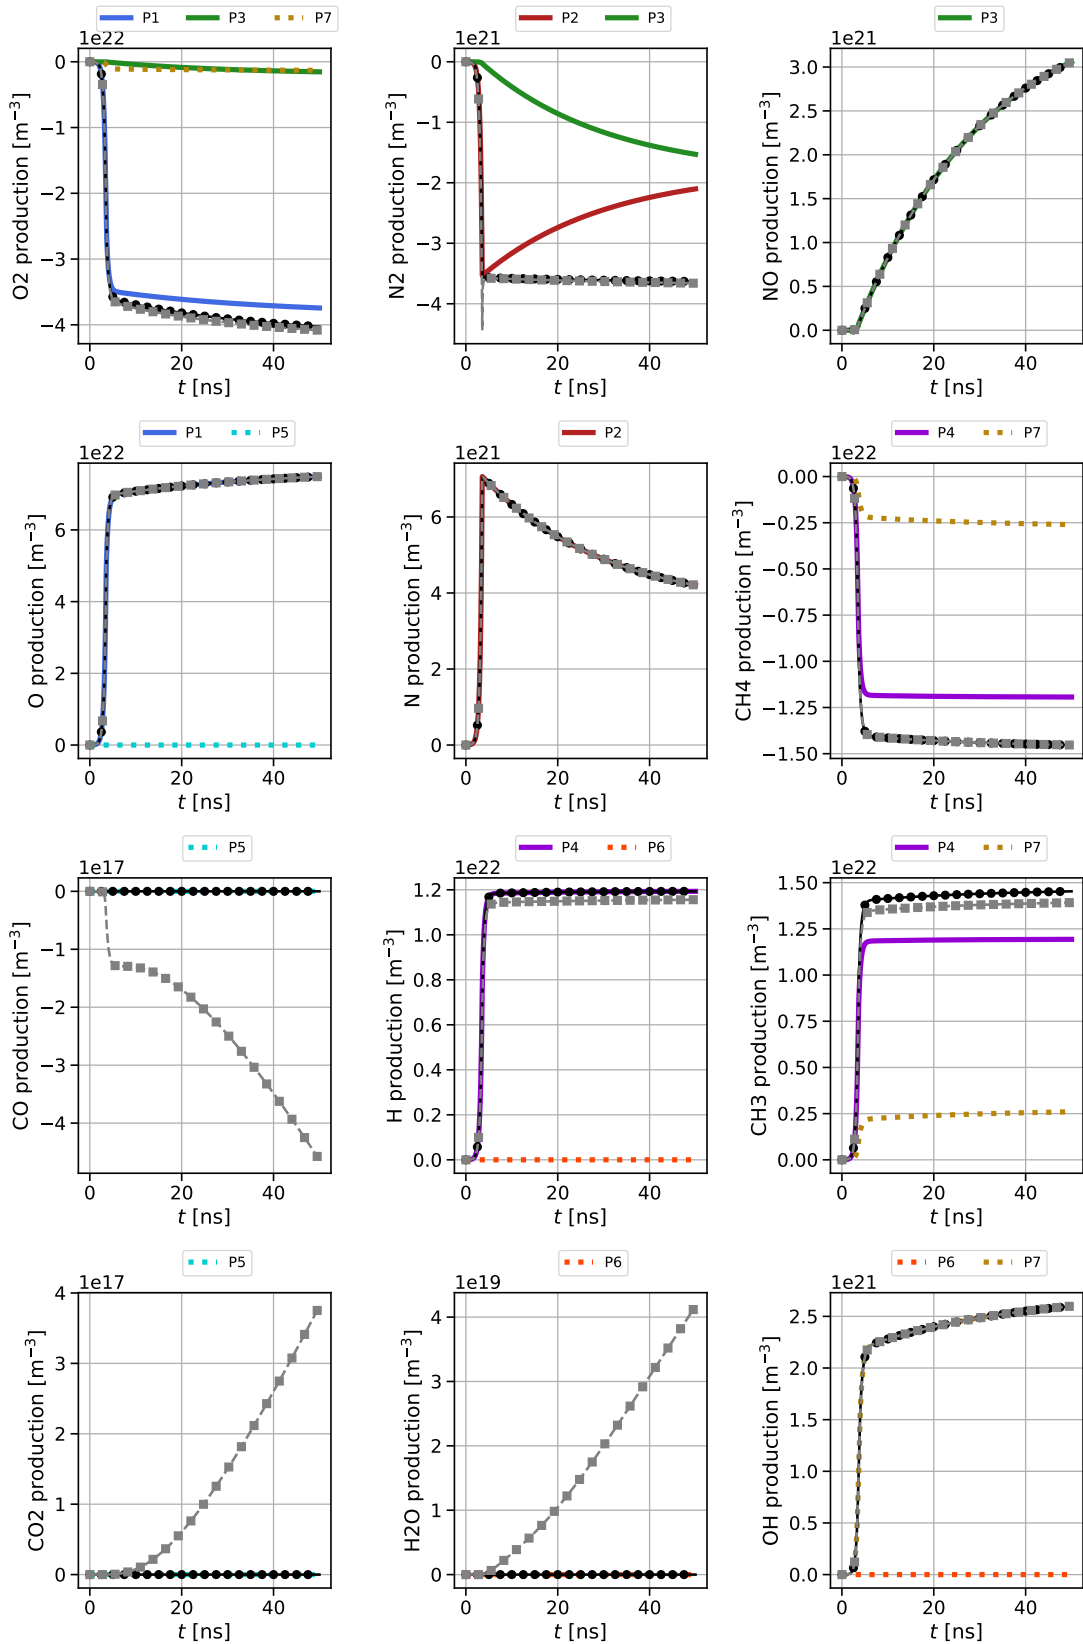 P1 P3 P7
1e22
O2 production [m−3]
0
−1
−2
−3
−4
0 20 40
t [ns]
P2 P3
1e21
N2 production [m−3]
0
−1
−2
−3
−4
0 20 40
t [ns]
P3
1e21
NO production [m−3]
3.0
2.5
2.0
1.5
1.0
0.5
0.0
0 20 40
t [ns]
P1 P5
1e22
O production [m−3]
6
4
2
0
0 20 40
t [ns]
P2
1e21
N production [m−3]
6
4
2
0
0 20 40
t [ns]
P4 P7
1e22
CH4 production [m−3]
0.00
−0.25
−0.50
−0.75
−1.00
−1.25
−1.50
0 20 40
t [ns]
P5
1e17
CO production [m−3]
0
−1
−2
−3
−4
0 20 40
t [ns]
P4 P6
1e22
H production [m−3]
1.2
1.0
0.8
0.6
0.4
0.2
0.0
0 20 40
t [ns]
P4 P7
1e22
CH3 production [m−3]
1.50
1.25
1.00
0.75
0.50
0.25
0.00
0 20 40
t [ns]
P5
1e17
CO2 production [m−3]
4
3
2
1
0
0 20 40
t [ns]
P6
1e19
H2O production [m−3]
4
3
2
1
0
0 20 40
t [ns]
P6 P7
1e21
OH production [m−3]
2.5
2.0
1.5
1.0
0.5
0.0
0 20 40
t [ns]